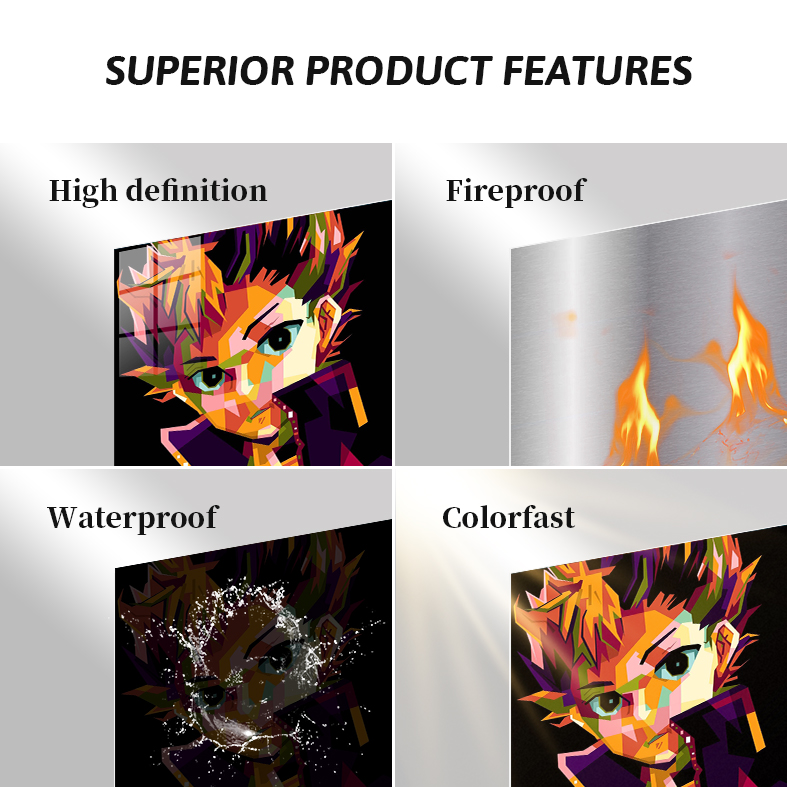 SUPERIOR PRODUCT FEATURES
High definition
Fireproof
Waterproof
Colorfast